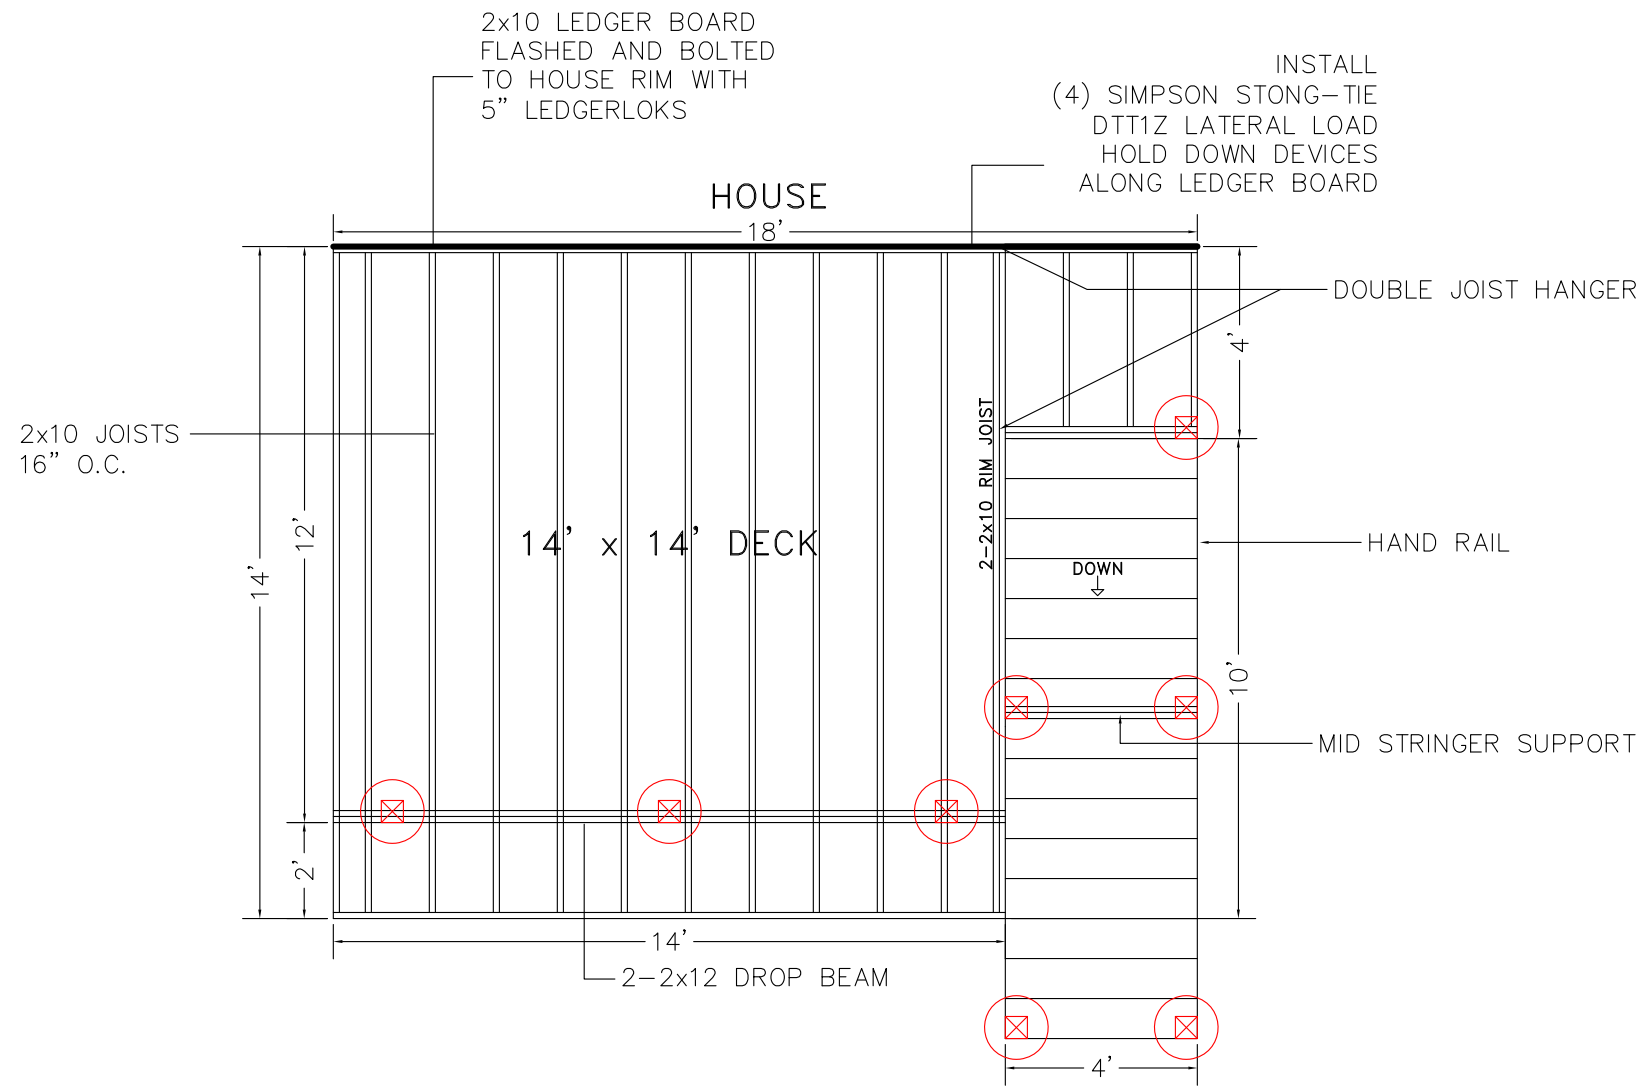 2x10 LEDGER BOARD
FLASHED AND BOLTED
TO HOUSE RIM WITH
5” LEDGERLOKS
INSTALL
(4) SIMPSON STONG-TIE
DTT1Z LATERAL LOAD
HOLD DOWN DEVICES
ALONG LEDGER BOARD
HOUSE
18'
DOUBLE JOIST HANGER
4'
2x10 JOISTS
16” O.C.
2-2x10 RIM JOIST
12'
14'
14' x 14' DECK
HAND RAIL
DOWN
10'
MID STRINGER SUPPORT
2'
14'
2-2x12 DROP BEAM
4'